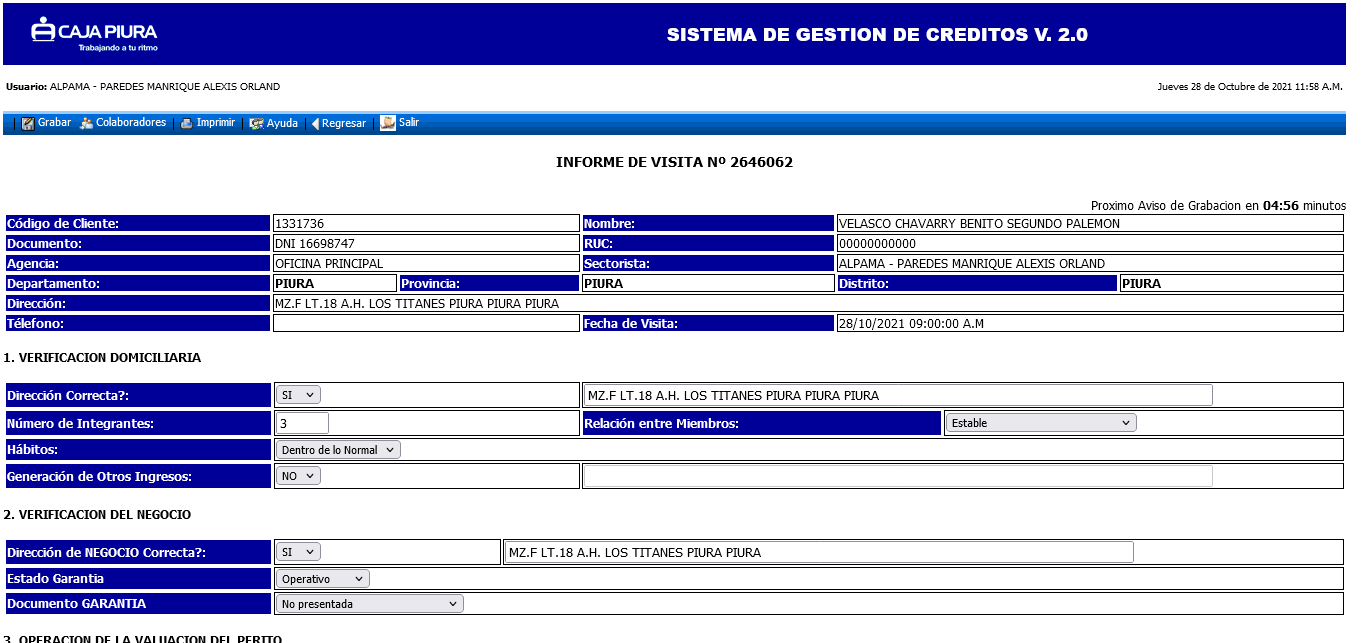 CAJA PIURA
Trabajando a tu ritmo
SISTEMA DE GESTION DE CREDITOS V. 2.0
Usuario: ALPAMA - PAREDES MANRIQUE ALEXIS ORLAND
Jueves 28 de Octubre de 2021 11:58 A.M.
Grabar Colaboradores Imprimir Ayuda Regresar Salir
INFORME DE VISITA Nº 2646062
Proximo Aviso de Grabacion en 04:56 minutos
Código de Cliente: 1331736 Nombre: VELASCO CHAVARRY BENITO SEGUNDO PALEMON
Documento: DNI 16698747 RUC: 00000000000
Agencia: OFICINA PRINCIPAL Sectorista: ALPAMA - PAREDES MANRIQUE ALEXIS ORLAND
Departamento: PIURA Provincia: PIURA Distrito: PIURA
Dirección: MZ.F LT.18 A.H. LOS TITANES PIURA PIURA PIURA
Télefono: Fecha de Visita: 28/10/2021 09:00:00 A.M
1. VERIFICACION DOMICILIARIA
Dirección Correcta?: SI MZ.F LT.18 A.H. LOS TITANES PIURA PIURA PIURA
Número de Integrantes: 3 Relación entre Miembros: Estable
Hábitos: Dentro de lo Normal
Generación de Otros Ingresos: NO
2. VERIFICACION DEL NEGOCIO
Dirección de NEGOCIO Correcta?: SI MZ.F LT.18 A.H. LOS TITANES PIURA PIURA
Estado Garantia Operativo
Documento GARANTIA No presentada
3. OPERACION DE LA VALUACION DEL PERITO